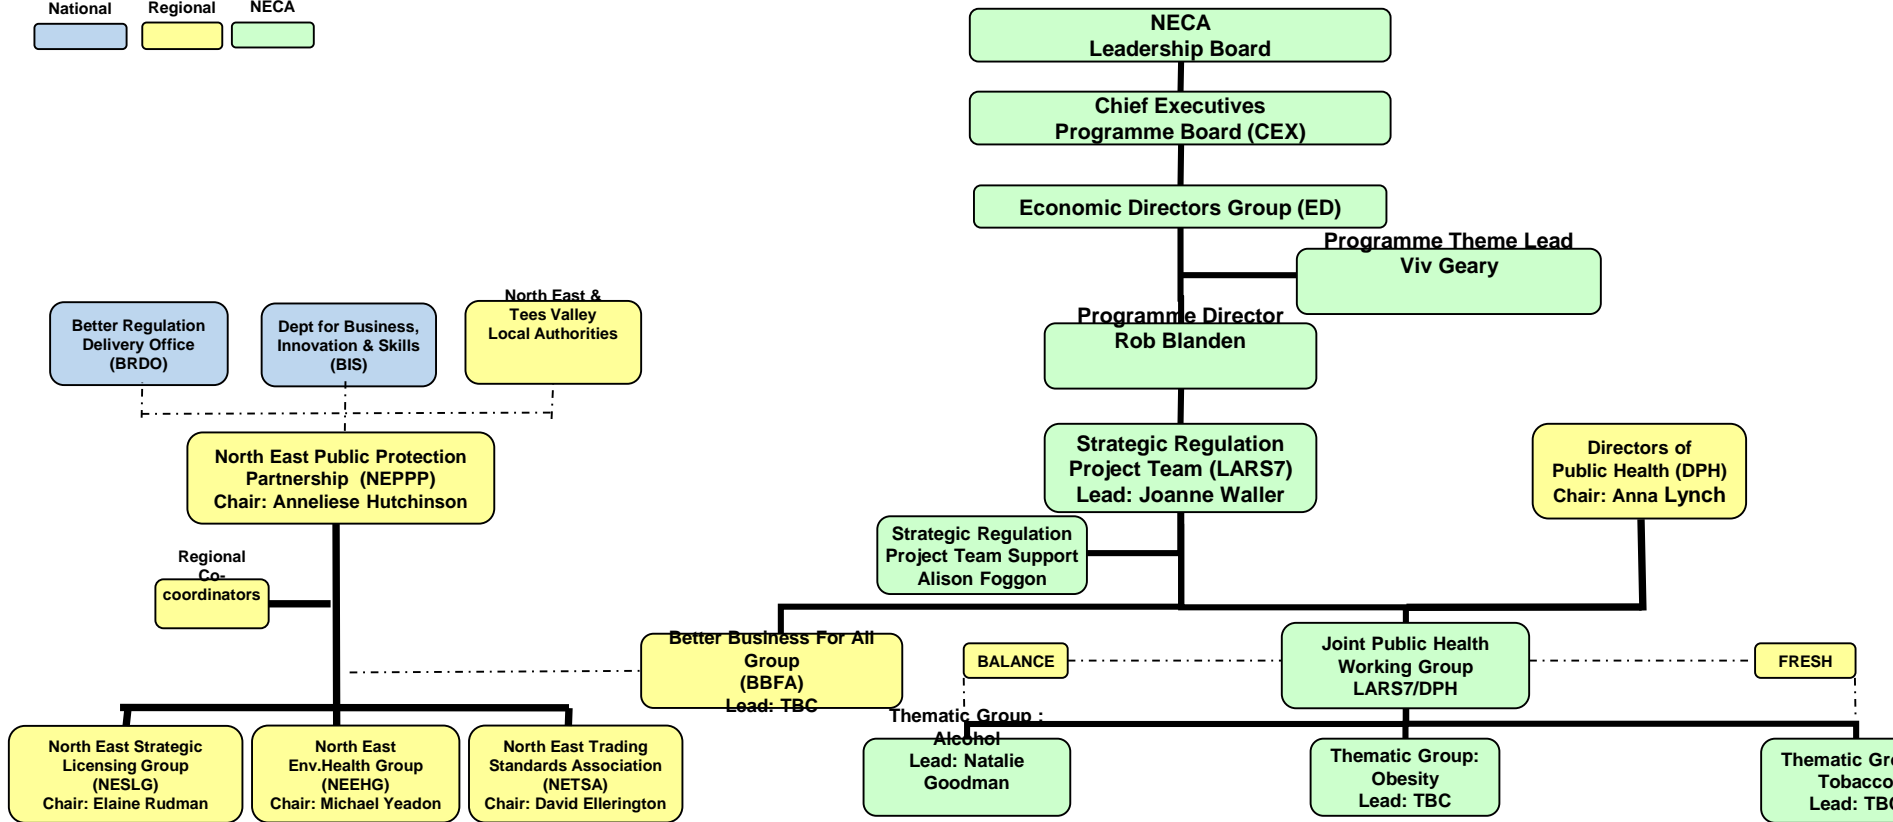 National
Regional
NECA
NECA
Leadership Board
Chief Executives
Programme Board (CEX)
Economic Directors Group (ED)
Programme Theme Lead
Viv Geary
Programme Director
Rob Blanden
Better Regulation
Delivery Office
(BRDO)
Dept for Business,
Innovation & Skills
(BIS)
North East &
Tees Valley
Local Authorities
North East Public Protection
Partnership (NEPPP)
Chair: Anneliese Hutchinson
Strategic Regulation
Project Team (LARS7)
Lead: Joanne Waller
Directors of
Public Health (DPH)
Chair: Anna Lynch
Strategic Regulation
Project Team Support
Alison Foggon
Regional
Co-
coordinators
Better Business For All
Group
(BBFA)
Lead: TBC
BALANCE
Joint Public Health
Working Group
LARS7/DPH
FRESH
North East Strategic
Licensing Group
(NESLG)
Chair: Elaine Rudman
North East
Env.Health Group
(NEEHG)
Chair: Michael Yeadon
North East Trading
Standards Association
(NETSA)
Chair: David Ellerington
Thematic Group :
Alcohol
Lead: Natalie
Goodman
Thematic Group:
Obesity
Lead: TBC
Thematic Gro
Tobacco
Lead: TBC